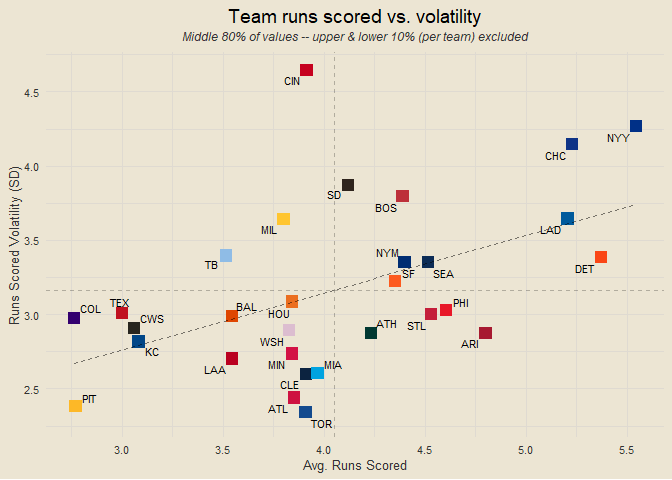 Team runs scored vs. volatility
Middle 80% of values -- upper & lower 10% (per team) excluded
Runs Scored Volatility (SD)
4.5
4.0
3.5
3.0
2.5
CIN
NYY
CHC
SD
BOS
MIL
LAD
TB
NYM
DET
SF
SEA
COL
TEX
BAL
HOU
PHI
CWS
ATH
STL
KC
WSH
ARI
LAA
MIN
MIA
CLE
PIT
ATL
TOR
3.0
3.5
4.0
4.5
5.0
5.5
Avg. Runs Scored